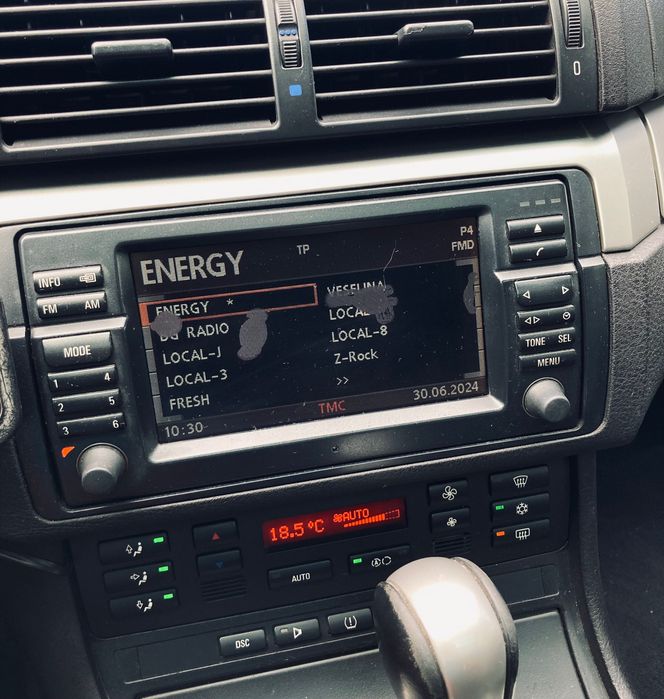 0
ENERGY
TP
P4
FMD
ENERGY *
VESELINA
RADIO
LOCAL
LOCAL-J
LOCAL-8
LOCAL-3
Z-Rock
FRESH
>>
10:30
TMC
30.06.2024
INFO
FM AM
MODE
1 4
2 5
3 6
TONE SEL
MENU
18.5°C AUTO
AUTO
A
DSC